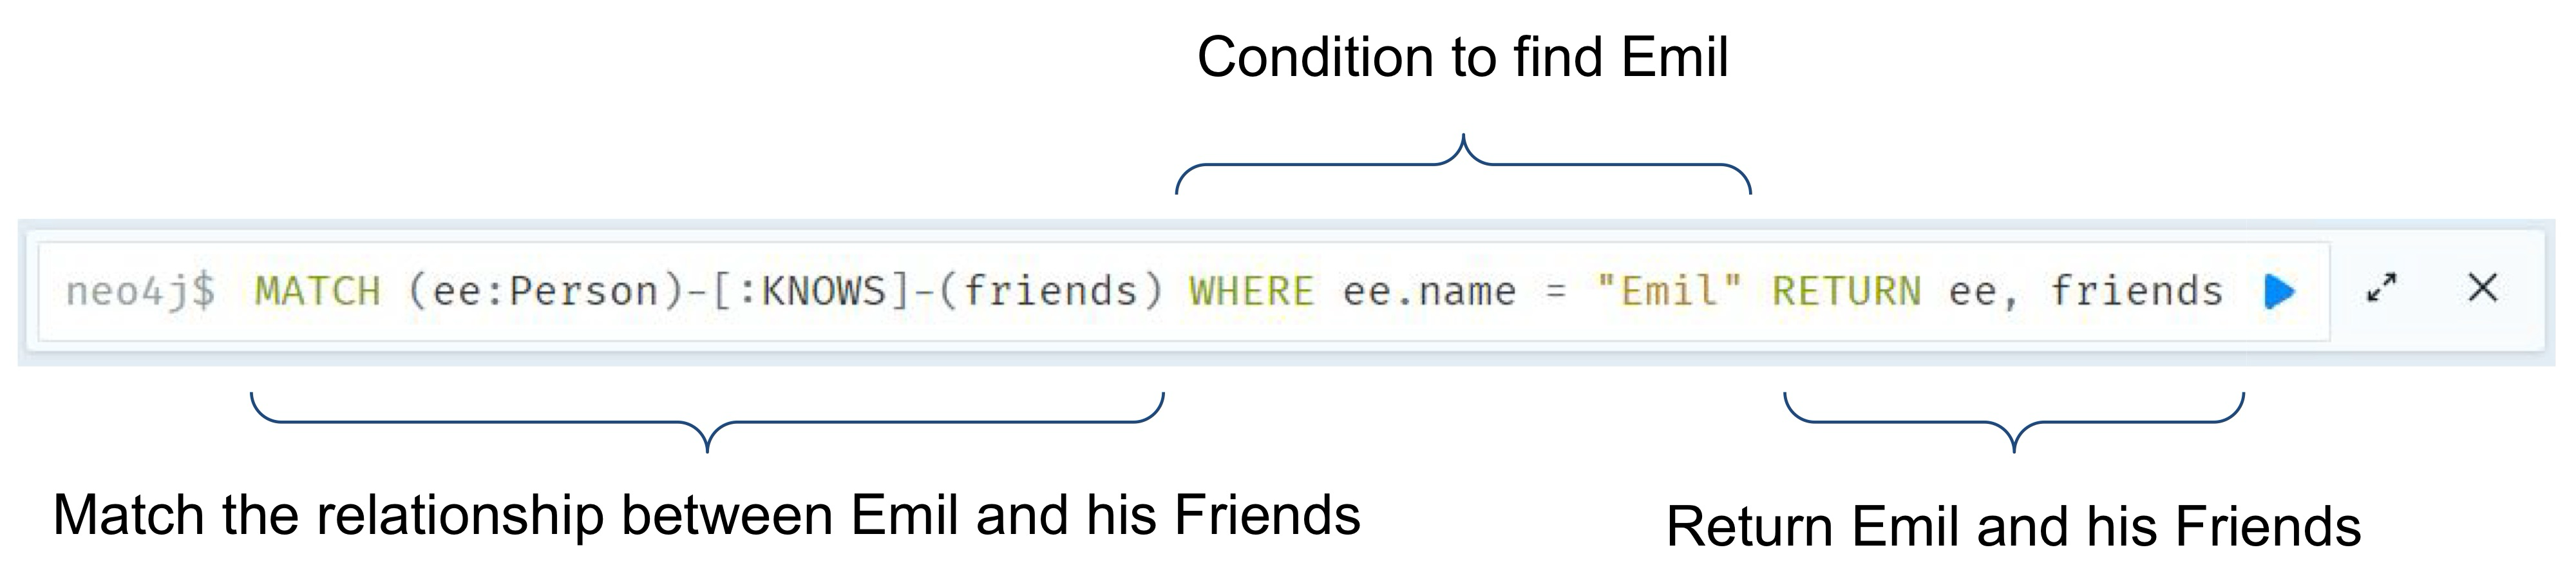 Condition to find Emil
neo4j$ MATCH (ee:Person)-[:KNOWS]-(friends) WHERE ee.name = "Emil" RETURN ee, friends
Match the relationship between Emil and his Friends
Return Emil and his Friends